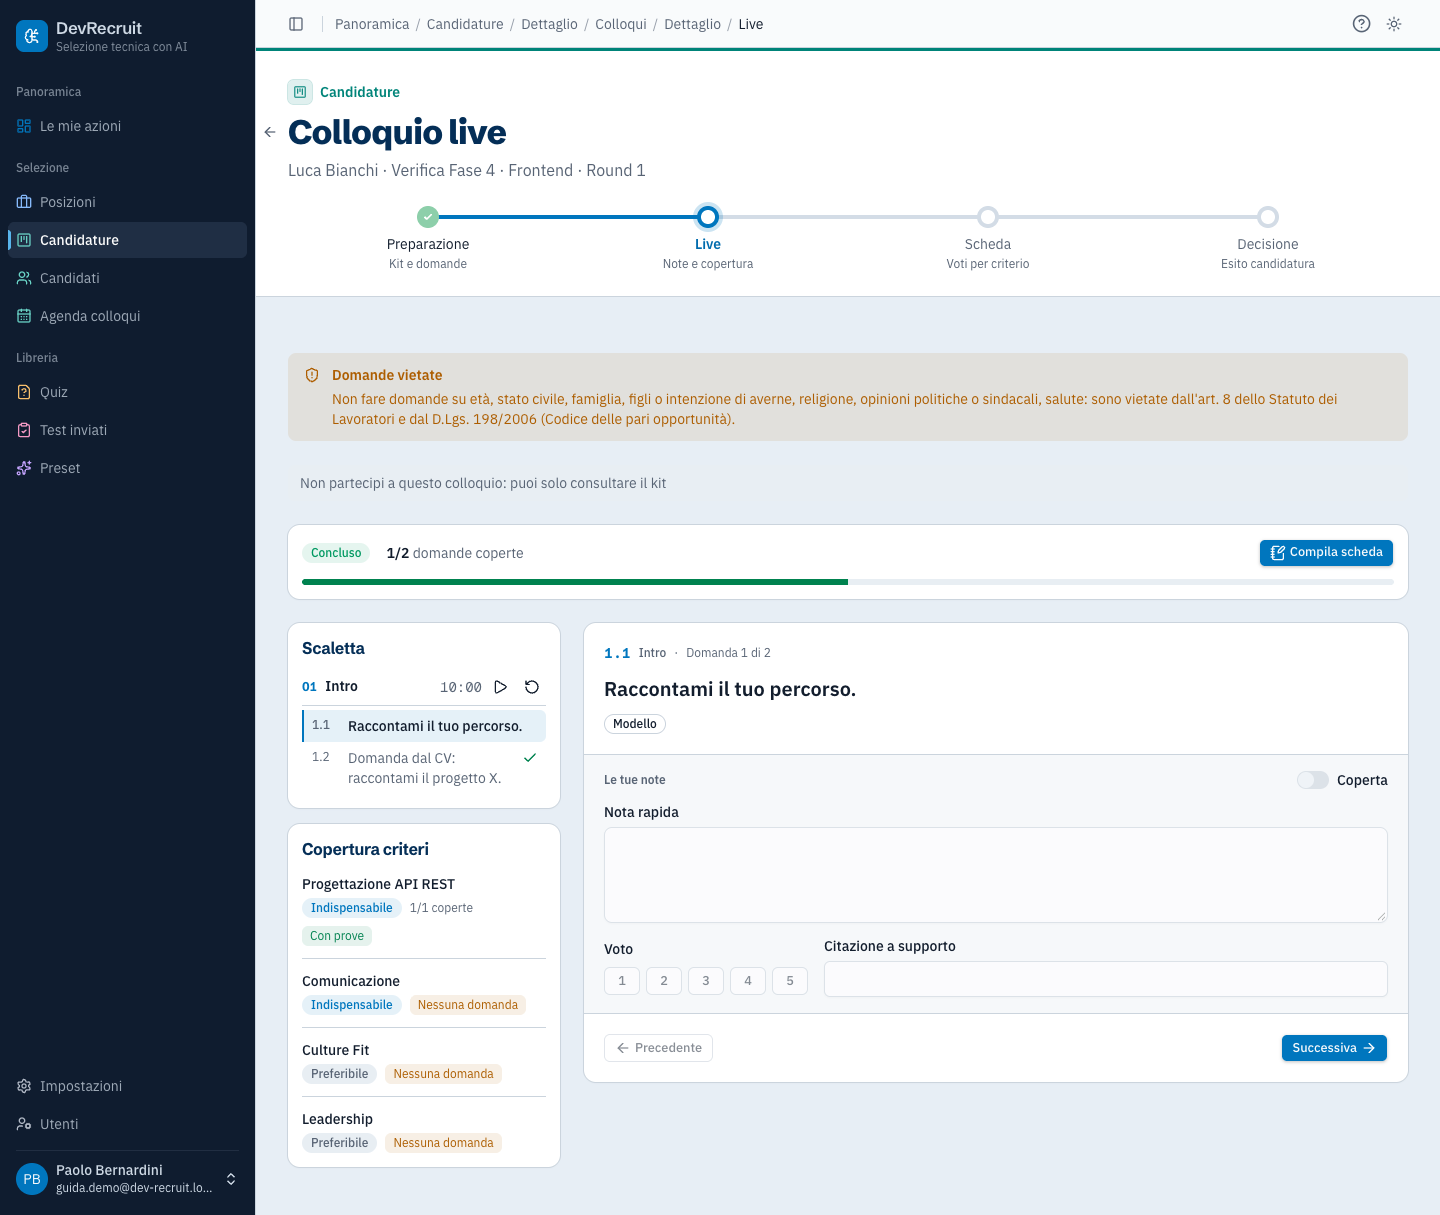 DevRecruit
Selezione tecnica con AI
Panoramica
Le mie azioni
Selezione
Posizioni
Candidature
Candidati
Agenda colloqui
Libreria
Quiz
Test inviati
Preset
Impostazioni
Utenti
PB
Paolo Bernardini
guida.demo@dev-recruit.lo...
Panoramica / Candidature / Dettaglio / Colloqui / Dettaglio / Live
Candidature
Colloquio live
Luca Bianchi · Verifica Fase 4 · Frontend · Round 1
Preparazione
Kit e domande
Live
Note e copertura
Scheda
Voti per criterio
Decisione
Esito candidatura
Domande vietate
Non fare domande su età, stato civile, famiglia, figli o intenzione di averne, religione, opinioni politiche o sindacali, salute: sono vietate dall'art. 8 dello Statuto dei
Lavoratori e dal D.Lgs. 198/2006 (Codice delle pari opportunità).
Non partecipi a questo colloquio: puoi solo consultare il kit
Concluso 1/2 domande coperte
Compila scheda
Scaletta
01 Intro 10:00
1.1 Raccontami il tuo percorso.
1.2 Domanda dal CV:
raccontami il progetto X.
Copertura criteri
Progettazione API REST
Indispensabile 1/1 coperte
Con prove
Comunicazione
Indispensabile Nessuna domanda
Culture Fit
Preferibile Nessuna domanda
Leadership
Preferibile Nessuna domanda
1.1 Intro · Domanda 1 di 2
Raccontami il tuo percorso.
Modello
Le tue note
Coperta
Nota rapida
Voto
1 2 3 4 5
Citazione a supporto
Precedente
Successiva